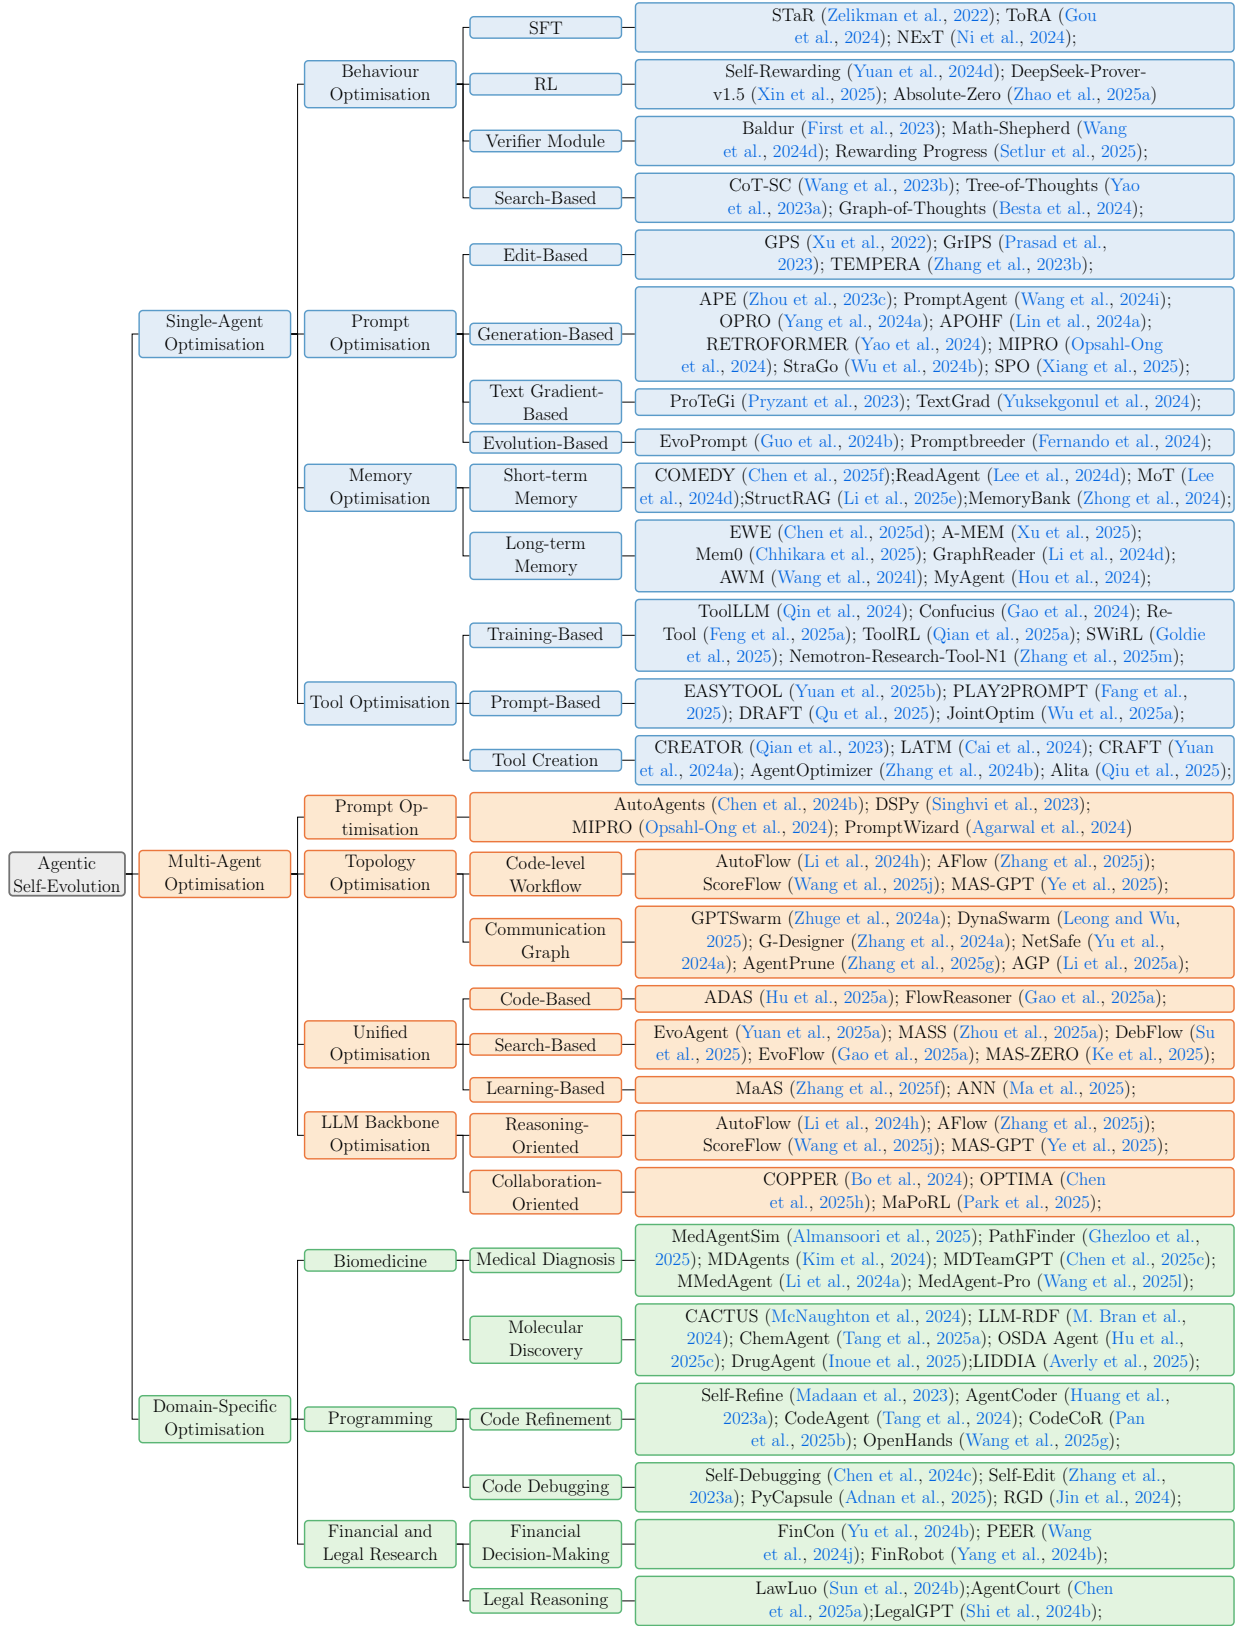 SFT
STaR (Zelikman et al., 2022); ToRA (Gou
et al., 2024); NExT (Ni et al., 2024);
Behaviour
Optimisation
RL
Self-Rewarding (Yuan et al., 2024d); DeepSeek-Prover-
v1.5 (Xin et al., 2025); Absolute-Zero (Zhao et al., 2025a)
Verifier Module
Baldur (First et al., 2023); Math-Shepherd (Wang
et al., 2024d); Rewarding Progress (Setlur et al., 2025);
Search-Based
CoT-SC (Wang et al., 2023b); Tree-of-Thoughts (Yao
et al., 2023a); Graph-of-Thoughts (Besta et al., 2024);
Edit-Based
GPS (Xu et al., 2022); GrIPS (Prasad et al.,
2023); TEMPERA (Zhang et al., 2023b);
Single-Agent
Optimisation
Prompt
Optimisation
Generation-Based
APE (Zhou et al., 2023c); PromptAgent (Wang et al., 2024i);
OPRO (Yang et al., 2024a); APOHF (Lin et al., 2024a);
RETROFORMER (Yao et al., 2024); MIPRO (Opsahl-Ong
et al., 2024); StraGo (Wu et al., 2024b); SPO (Xiang et al., 2025);
Text Gradient-
Based
ProTeGi (Pryzant et al., 2023); TextGrad (Yuksekgonul et al., 2024);
Evolution-Based
EvoPrompt (Guo et al., 2024b); Promptbreeder (Fernando et al., 2024);
Memory
Optimisation
Short-term
Memory
COMEDY (Chen et al., 2025f);ReadAgent (Lee et al., 2024d); MoT (Lee
et al., 2024d);StructRAG (Li et al., 2025e);MemoryBank (Zhong et al., 2024);
Long-term
Memory
EWE (Chen et al., 2025d); A-MEM (Xu et al., 2025);
Mem0 (Chhikara et al., 2025); GraphReader (Li et al., 2024d);
AWM (Wang et al., 2024l); MyAgent (Hou et al., 2024);
Training-Based
ToolLLM (Qin et al., 2024); Confucius (Gao et al., 2024); Re-
Tool (Feng et al., 2025a); ToolRL (Qian et al., 2025a); SWiRL (Goldie
et al., 2025); Nemotron-Research-Tool-N1 (Zhang et al., 2025m);
Tool Optimisation
Prompt-Based
EASYTOOL (Yuan et al., 2025b); PLAY2PROMPT (Fang et al.,
2025); DRAFT (Qu et al., 2025); JointOptim (Wu et al., 2025a);
Tool Creation
CREATOR (Qian et al., 2023); LATM (Cai et al., 2024); CRAFT (Yuan
et al., 2024a); AgentOptimizer (Zhang et al., 2024b); Alita (Qiu et al., 2025);
Agentic
Self-Evolution
Multi-Agent
Optimisation
Prompt Op-
timisation
AutoAgents (Chen et al., 2024b); DSPy (Singhvi et al., 2023);
MIPRO (Opsahl-Ong et al., 2024); PromptWizard (Agarwal et al., 2024)
Topology
Optimisation
Code-level
Workflow
AutoFlow (Li et al., 2024h); AFlow (Zhang et al., 2025j);
ScoreFlow (Wang et al., 2025j); MAS-GPT (Ye et al., 2025);
Communication
Graph
GPTSwarm (Zhuge et al., 2024a); DynaSwarm (Leong and Wu,
2025); G-Designer (Zhang et al., 2024a); NetSafe (Yu et al.,
2024a); AgentPrune (Zhang et al., 2025g); AGP (Li et al., 2025a);
Code-Based
ADAS (Hu et al., 2025a); FlowReasoner (Gao et al., 2025a);
Unified
Optimisation
Search-Based
EvoAgent (Yuan et al., 2025a); MASS (Zhou et al., 2025a); DebFlow (Su
et al., 2025); EvoFlow (Gao et al., 2025a); MAS-ZERO (Ke et al., 2025);
Learning-Based
MaAS (Zhang et al., 2025f); ANN (Ma et al., 2025);
LLM Backbone
Optimisation
Reasoning-
Oriented
AutoFlow (Li et al., 2024h); AFlow (Zhang et al., 2025j);
ScoreFlow (Wang et al., 2025j); MAS-GPT (Ye et al., 2025);
Collaboration-
Oriented
COPPER (Bo et al., 2024); OPTIMA (Chen
et al., 2025h); MaPoRL (Park et al., 2025);
Biomedicine
Medical Diagnosis
MedAgentSim (Almansoori et al., 2025); PathFinder (Ghezloo et al.,
2025); MDAgents (Kim et al., 2024); MDTeamGPT (Chen et al., 2025c);
MMedAgent (Li et al., 2024a); MedAgent-Pro (Wang et al., 2025l);
Molecular
Discovery
CACTUS (McNaughton et al., 2024); LLM-RDF (M. Bran et al.,
2024); ChemAgent (Tang et al., 2025a); OSDA Agent (Hu et al.,
2025c); DrugAgent (Inoue et al., 2025);LIDDIA (Averly et al., 2025);
Domain-Specific
Optimisation
Programming
Code Refinement
Self-Refine (Madaan et al., 2023); AgentCoder (Huang et al.,
2023a); CodeAgent (Tang et al., 2024); CodeCoR (Pan
et al., 2025b); OpenHands (Wang et al., 2025g);
Code Debugging
Self-Debugging (Chen et al., 2024c); Self-Edit (Zhang et al.,
2023a); PyCapsule (Adnan et al., 2025); RGD (Jin et al., 2024);
Financial and
Legal Research
Financial
Decision-Making
FinCon (Yu et al., 2024b); PEER (Wang
et al., 2024j); FinRobot (Yang et al., 2024b);
Legal Reasoning
LawLuo (Sun et al., 2024b);AgentCourt (Chen
et al., 2025a);LegalGPT (Shi et al., 2024b);